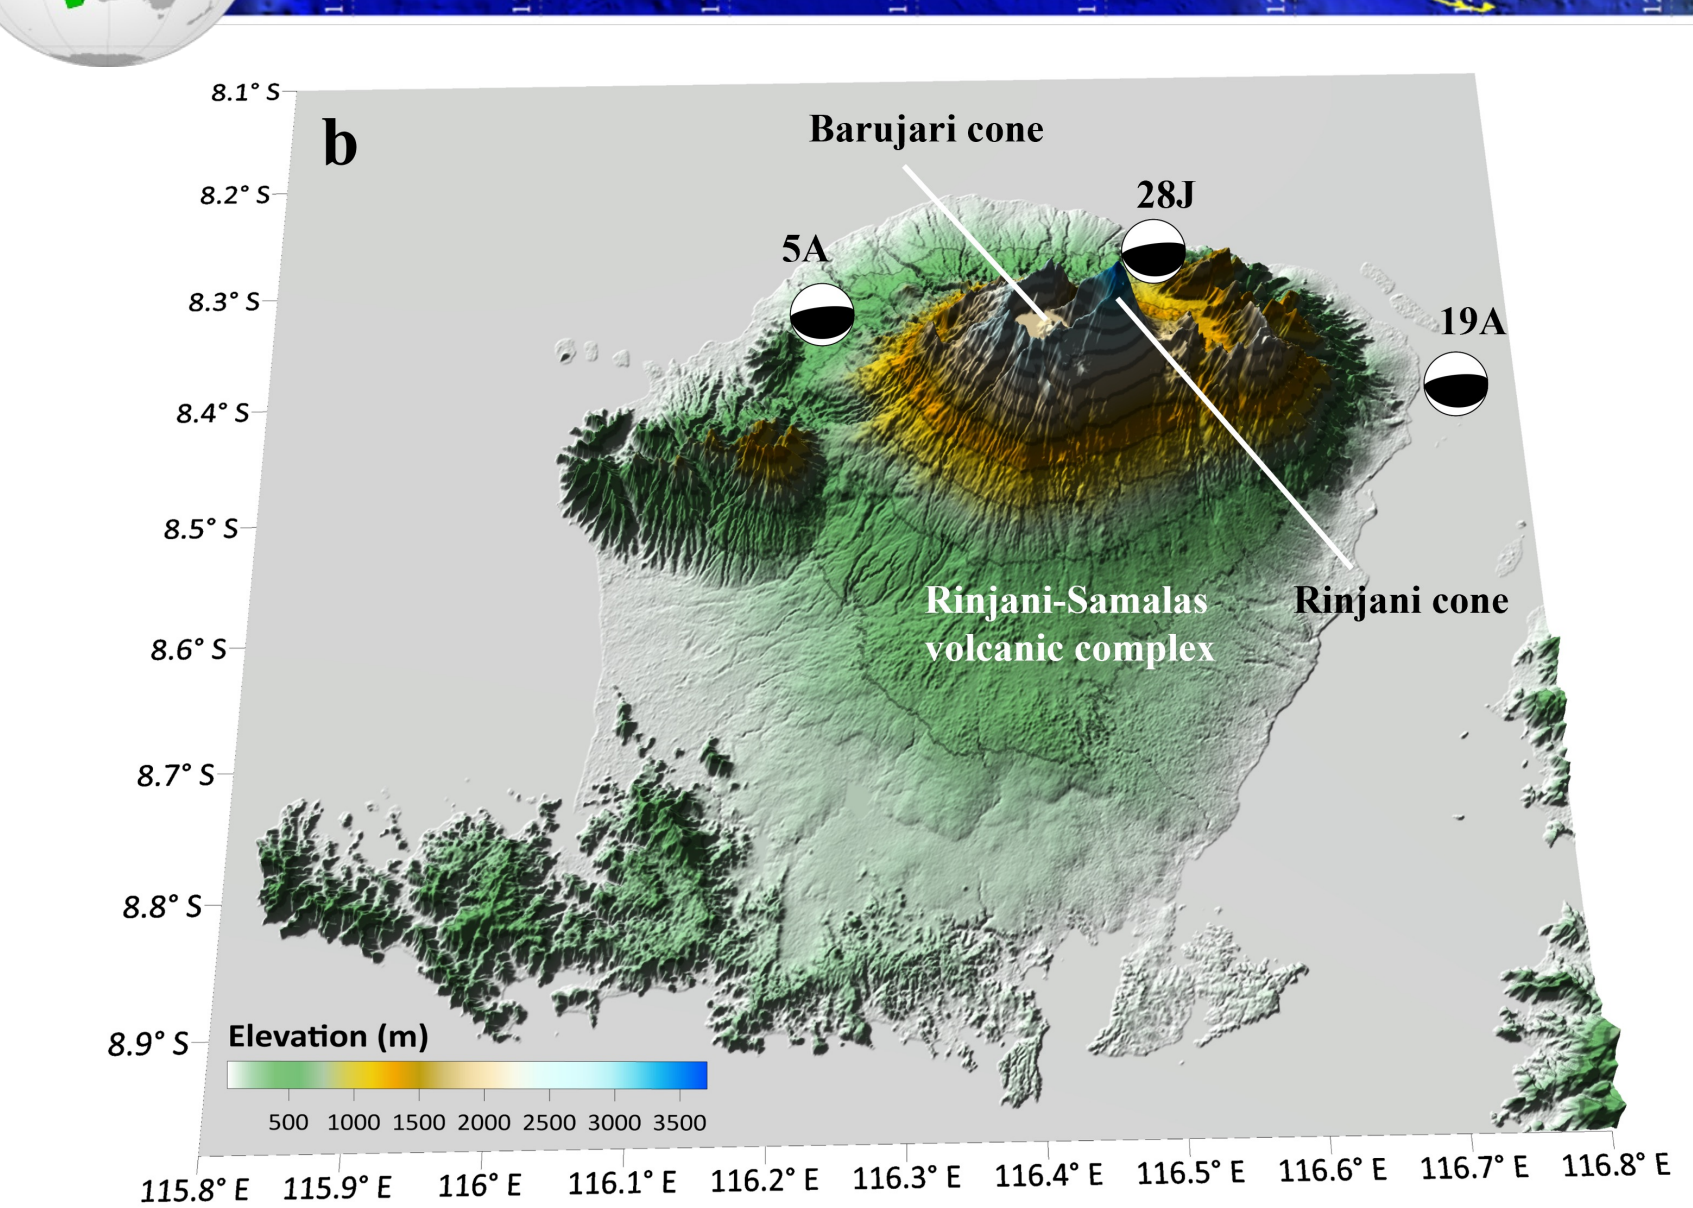 8.1° S
b
Barujari cone
28J
8.2° S
5A
8.3° S
19A
8.4° S
8.5° S
Rinjani-Samalas
volcanic complex
Rinjani cone
8.6° S
8.7° S
8.8° S
8.9° S
Elevation (m)
500 1000 1500 2000 2500 3000 3500
115.8° E 115.9° E 116° E 116.1° E 116.2° E 116.3° E 116.4° E 116.5° E 116.6° E 116.7° E 116.8° E